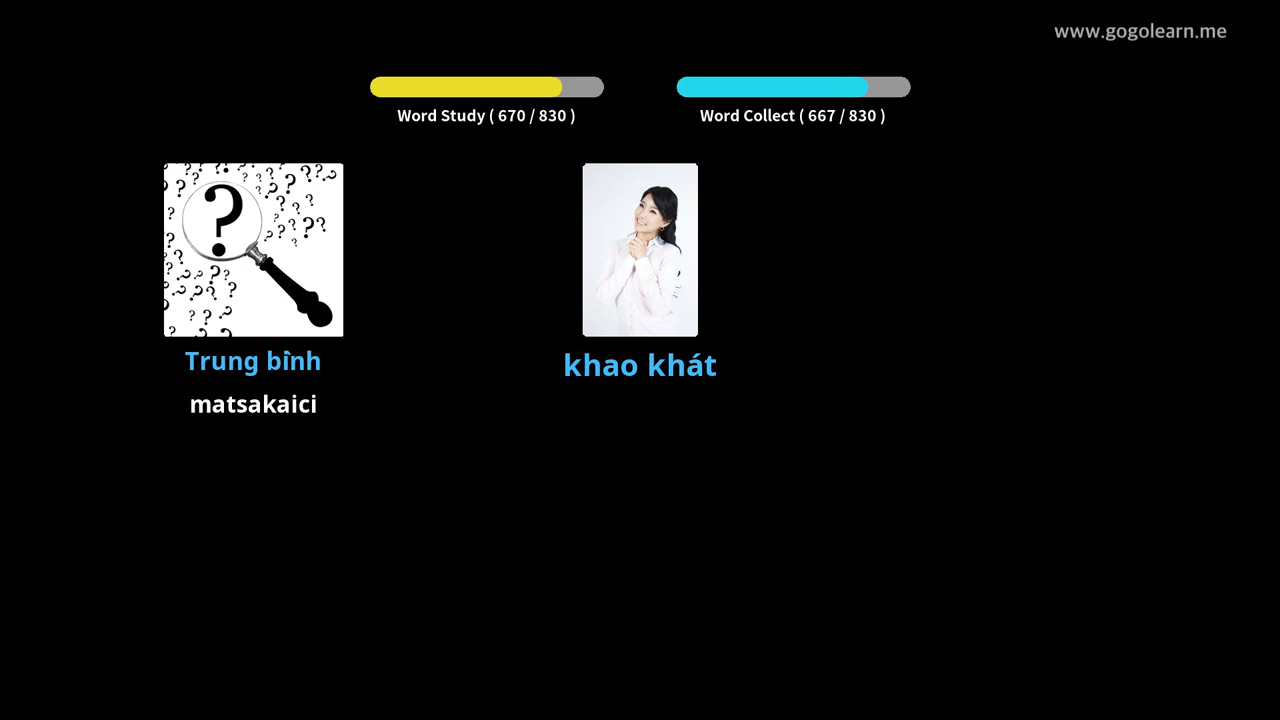 www.gogolearn.me
Word Study ( 670 / 830 )
Word Collect ( 667 / 830 )
Trung bình
matsakaici
khao khát